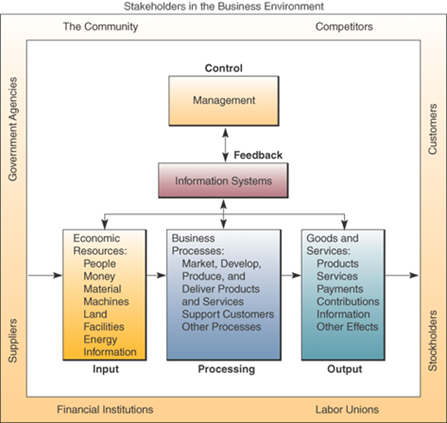 Stakeholders in the Business Environment
The Community
Competitors
Government Agencies
Customers
Control
Management
Feedback
Information Systems
Economic
Resources:
People
Money
Material
Machines
Land
Facilities
Energy
Information
Business
Processes:
Market, Develop,
Produce, and
Deliver Products
and Services
Support Customers
Other Processes
Goods and
Services:
Products
Services
Payments
Contributions
Information
Other Effects
Input
Processing
Output
Suppliers
Stockholders
Financial Institutions
Labor Unions